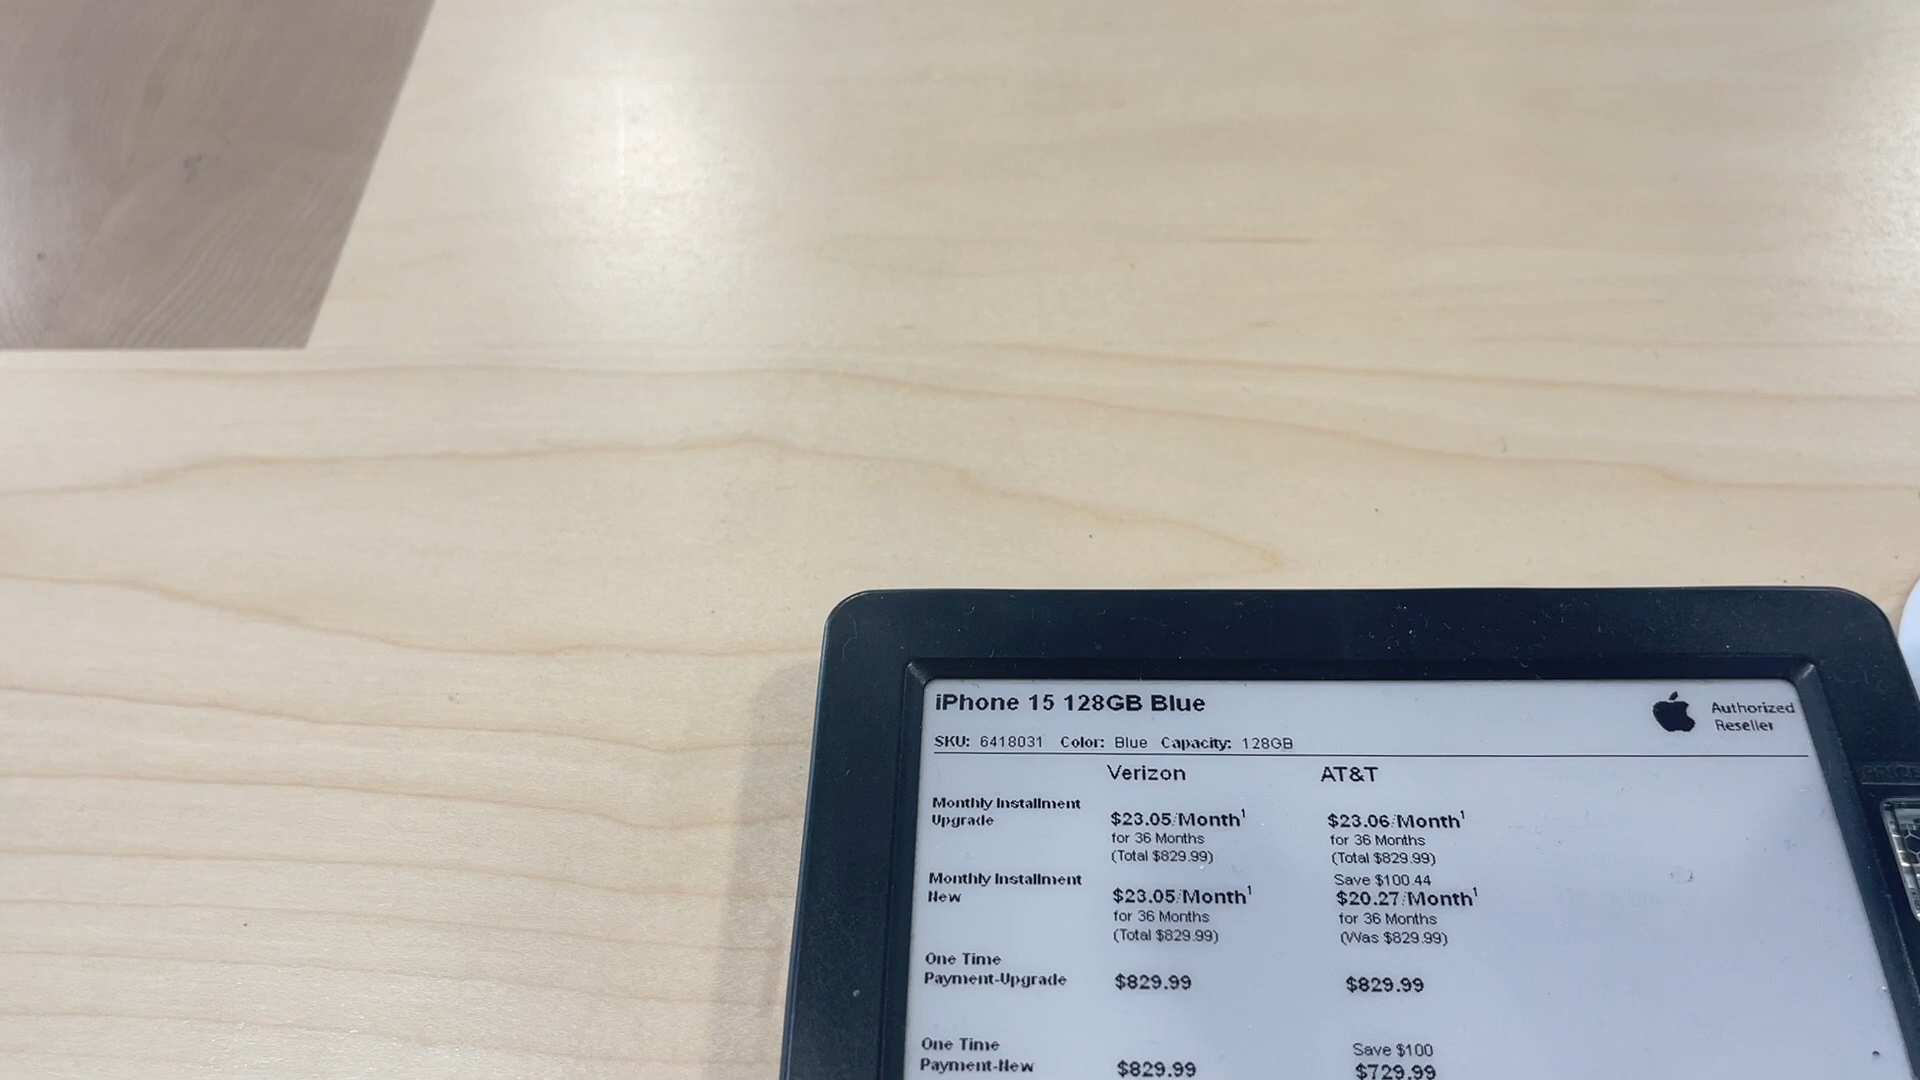 iPhone 15 128GB Blue
Authorized
Reseller
SKU: 6418031 Color: Blue Capacity: 128GB
Verizon AT&T
Monthly Installment
Upgrade
$23.05/Month¹
for 36 Months
(Total $829.99)
$23.06/Month¹
for 36 Months
(Total $829.99)
Monthly Installment
New
$23.05/Month¹
for 36 Months
(Total $829.99)
Save $100.44
$20.27/Month¹
for 36 Months
(Was $829.99)
One Time
Payment-Upgrade
$829.99
$829.99
One Time
Payment-New
$829.99
Save $100
$729.99